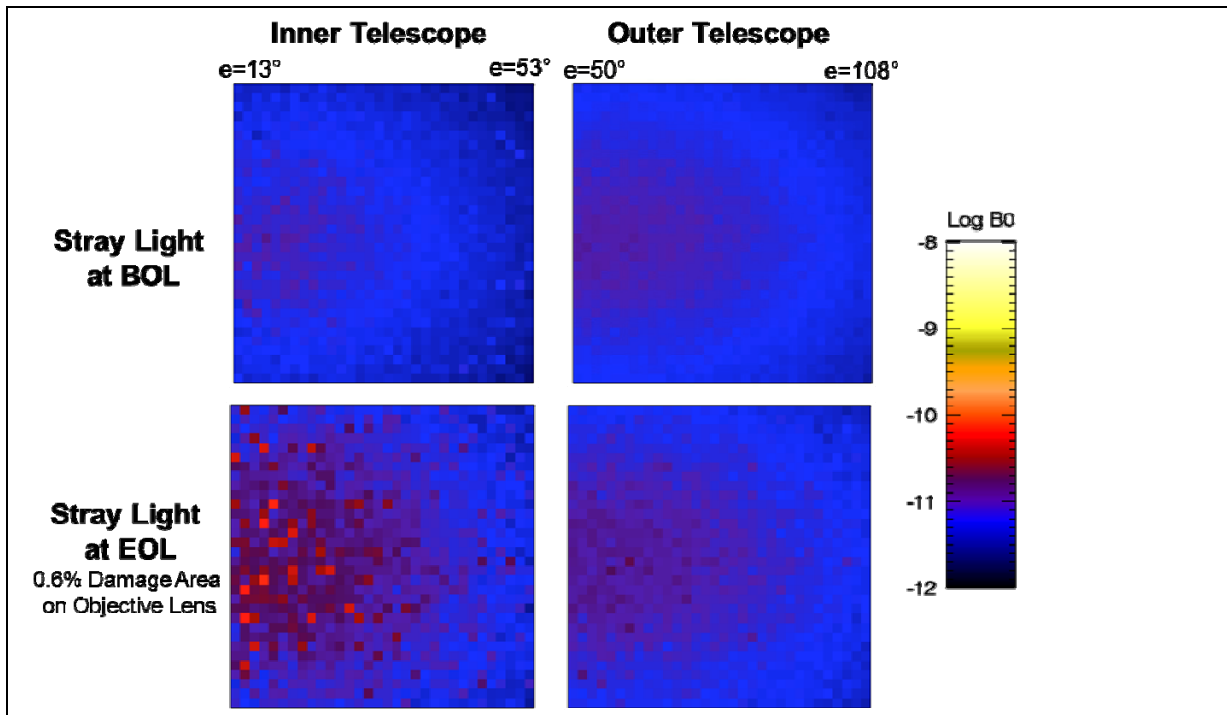 Inner Telescope
Outer Telescope
e=13°
e=53°
e=50°
e=108°
Stray Light
at BOL
Log B0
-8
-9
-10
-11
-12
Stray Light
at EOL
0.6% Damage Area
on Objective Lens